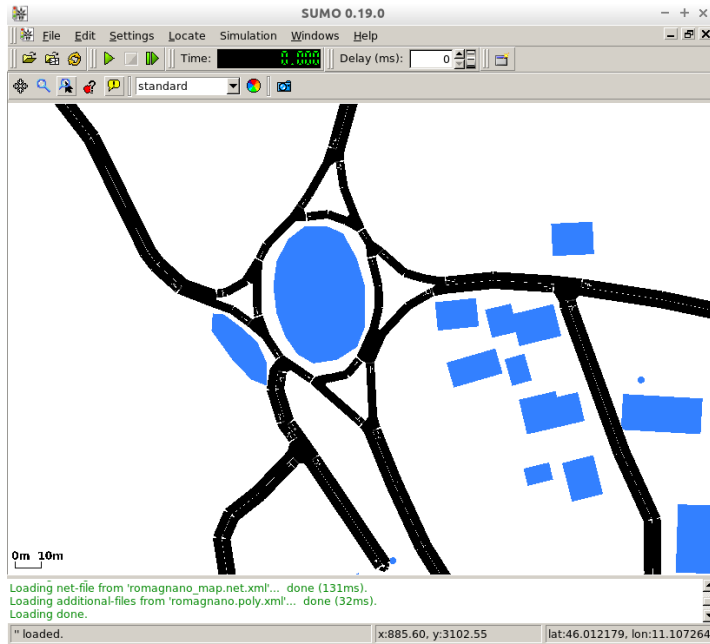 SUMO 0.19.0
File Edit Settings Locate Simulation Windows Help
Time: 0.000 Delay (ms): 0
standard
0m 10m
Loading net-file from 'romagnano_map.net.xml'... done (131ms).
Loading additional-files from 'romagnano.poly.xml'... done (32ms).
Loading done.
'' loaded. x:885.60, y:3102.55 lat:46.012179, lon:11.10726